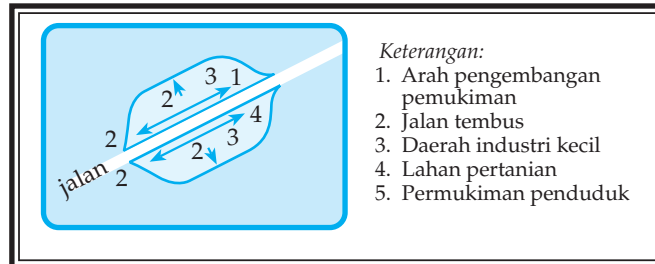 3 1
2
4
2
3
2
jalan 2
Keterangan:
1. Arah pengembangan
pemukiman
2. Jalan tembus
3. Daerah industri kecil
4. Lahan pertanian
5. Permukiman penduduk